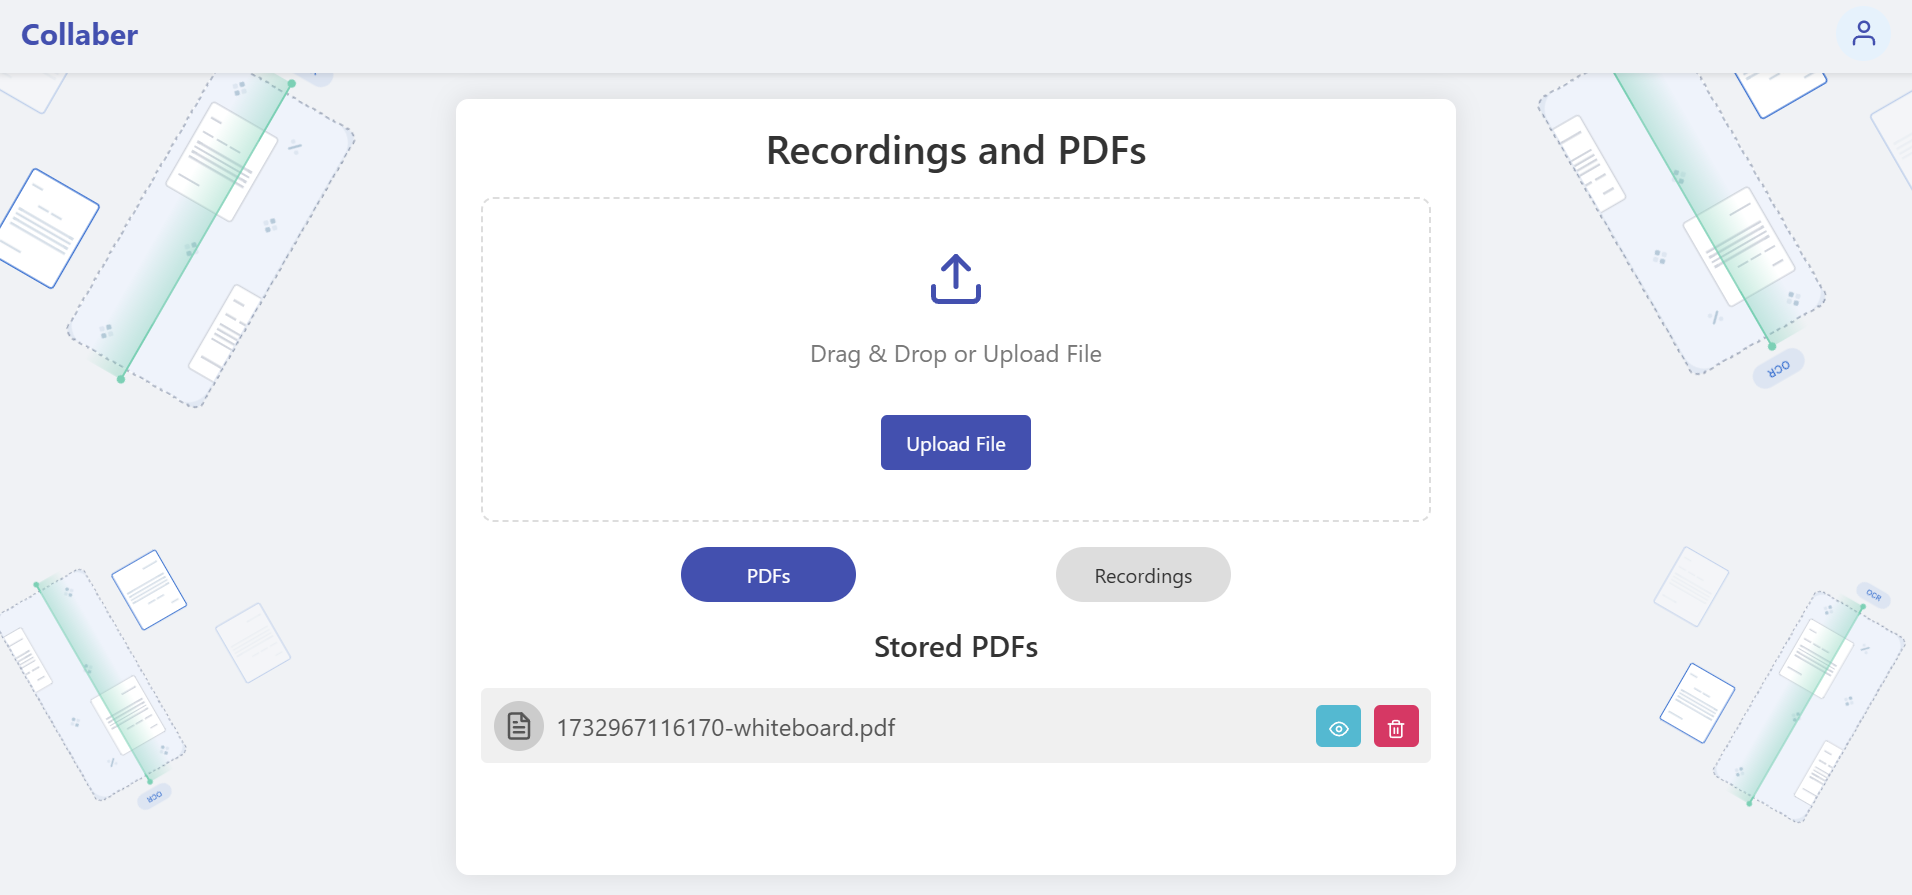 Collaber
Recordings and PDFs
Drag & Drop or Upload File
Upload File
PDFs
Recordings
OCR
Stored PDFs
OCR
1732967116170-whiteboard.pdf
OCR